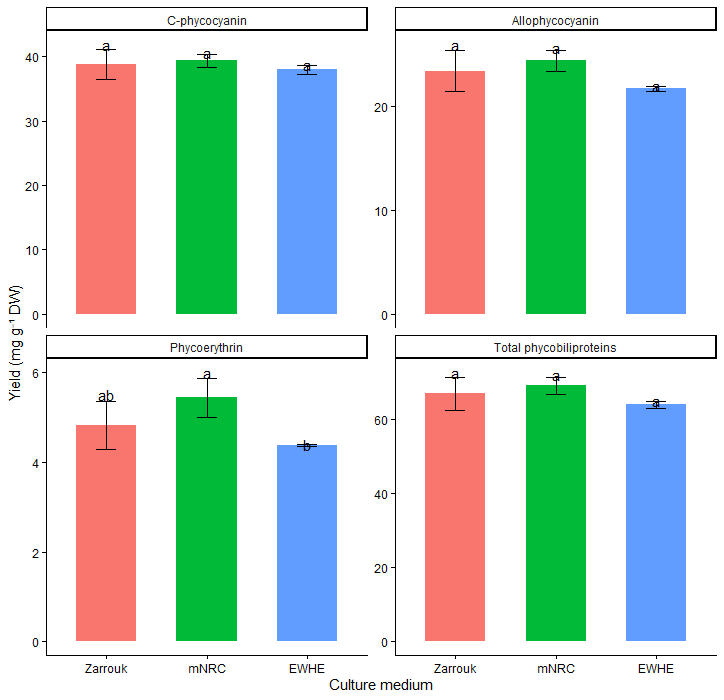 C-phycocyanin
Allophycocyanin
40
30
20
10
0
a
a
a
20
10
0
a
a
a
Yield (mg g⁻¹ DW)
Phycoerythrin
Total phycobiliproteins
6
4
2
0
ab
a
b
60
40
20
0
a
a
a
Zarrouk mNRC EWHE
Zarrouk mNRC EWHE
Culture medium